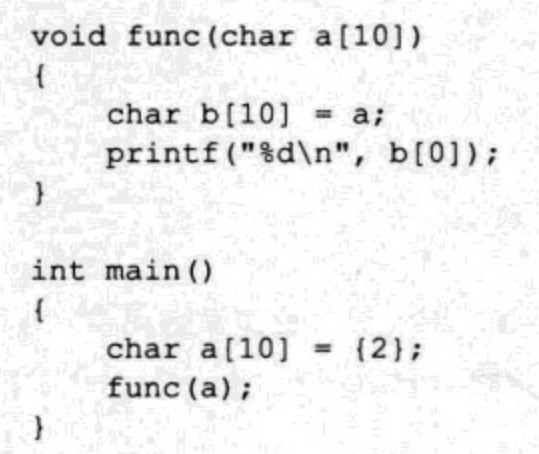 void func(char a[10])
{
    char b[10] = a;
    printf("%d\n", b[0]);
}

int main()
{
    char a[10] = {2};
    func(a);
}